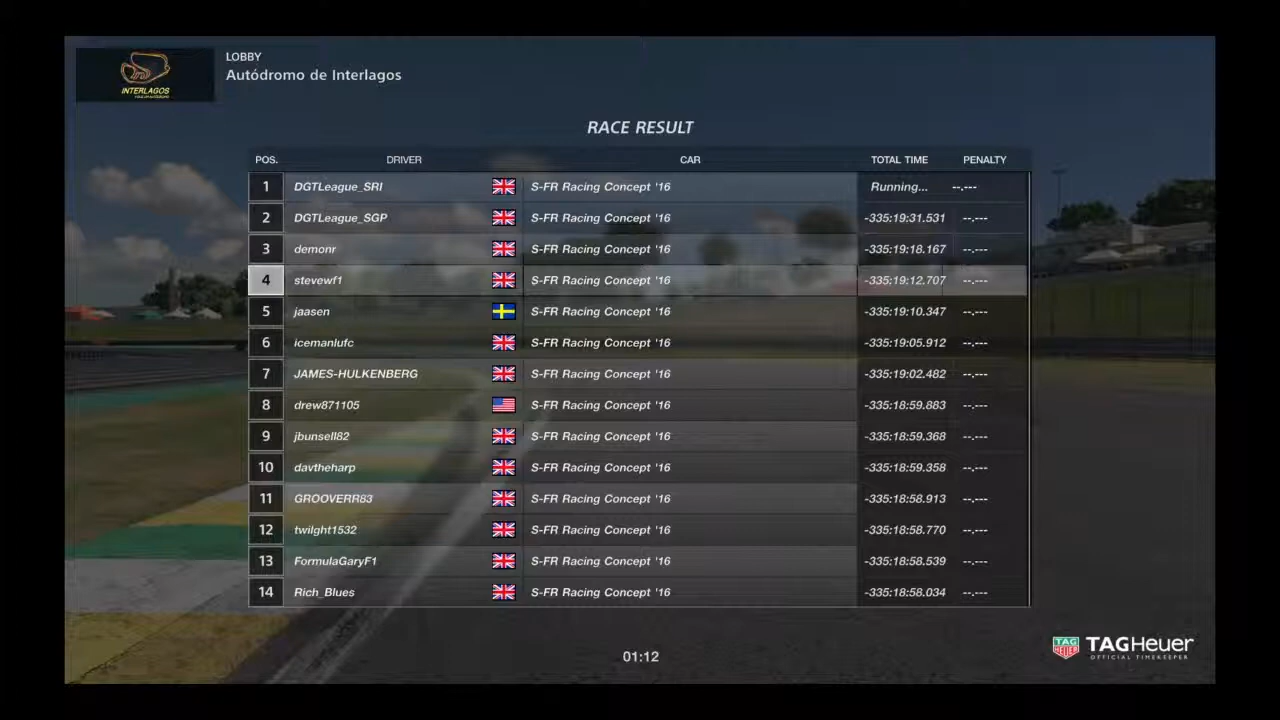 LOBBY
Autódromo de Interlagos
INTERLAGOS
RACE RESULT
POS. DRIVER CAR TOTAL TIME PENALTY
1 DGTLeague_SRI S-FR Racing Concept '16 Running... --.---
2 DGTLeague_SGP S-FR Racing Concept '16 -335:19:31.531 --.---
3 demonr S-FR Racing Concept '16 -335:19:18.167 --.---
4 stevewf1 S-FR Racing Concept '16 -335:19:12.707 --.---
5 jaasen S-FR Racing Concept '16 -335:19:10.347 --.---
6 icemanlufc S-FR Racing Concept '16 -335:19:05.912 --.---
7 JAMES-HULKENBERG S-FR Racing Concept '16 -335:19:02.482 --.---
8 drew871105 S-FR Racing Concept '16 -335:18:59.883 --.---
9 jbunsell82 S-FR Racing Concept '16 -335:18:59.368 --.---
10 davtheharp S-FR Racing Concept '16 -335:18:59.358 --.---
11 GROOVERR83 S-FR Racing Concept '16 -335:18:58.913 --.---
12 twilght1532 S-FR Racing Concept '16 -335:18:58.770 --.---
13 FormulaGaryF1 S-FR Racing Concept '16 -335:18:58.539 --.---
14 Rich_Blues S-FR Racing Concept '16 -335:18:58.034 --.---
01:12
TAG HEUER
TAGHeuer
OFFICIAL TIMEKEEPER